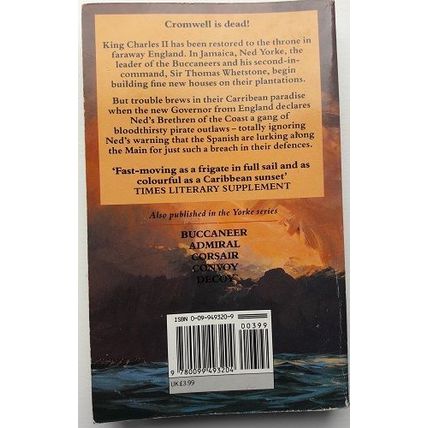 Cromwell is dead!
King Charles II has been restored to the throne in
faraway England. In Jamaica, Ned Yorke, the
leader of the Buccaneers and his second-in-
command, Sir Thomas Whetstone, begin
building fine new houses on their plantations.
But trouble brews in their Carribean paradise
when the new Governor from England declares
Ned's Brethren of the Coast a gang of
bloodthirsty pirate outlaws – totally ignoring
Ned's warning that the Spanish are lurking along
the Main for just such a breach in their defences.
'Fast-moving as a frigate in full sail and as
colourful as a Caribbean sunset'
TIMES LITERARY SUPPLEMENT
Also published in the Yorke series
BUCCANEER
ADMIRAL
CORSAIR
CONVOY
DECOY
ISBN 0-09-949320-9
00399
9 780099 493204
UK £3.99